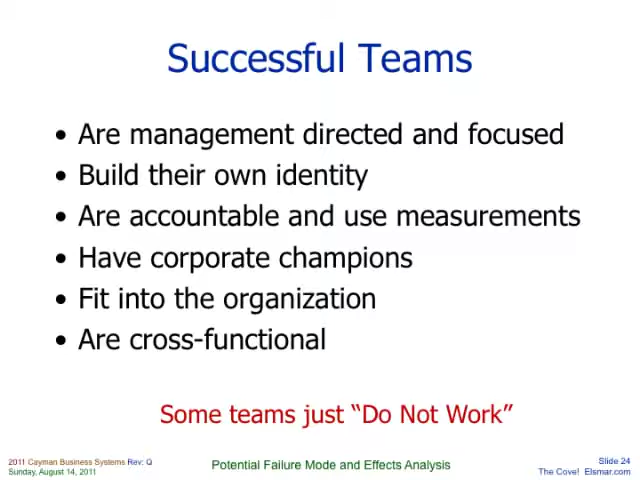 Successful Teams
• Are management directed and focused
• Build their own identity
• Are accountable and use measurements
• Have corporate champions
• Fit into the organization
• Are cross-functional
Some teams just “Do Not Work”
2011 Cayman Business Systems Rev: Q
Sunday, August 14, 2011
Potential Failure Mode and Effects Analysis
Slide 24
The Cove! Elsmar.com